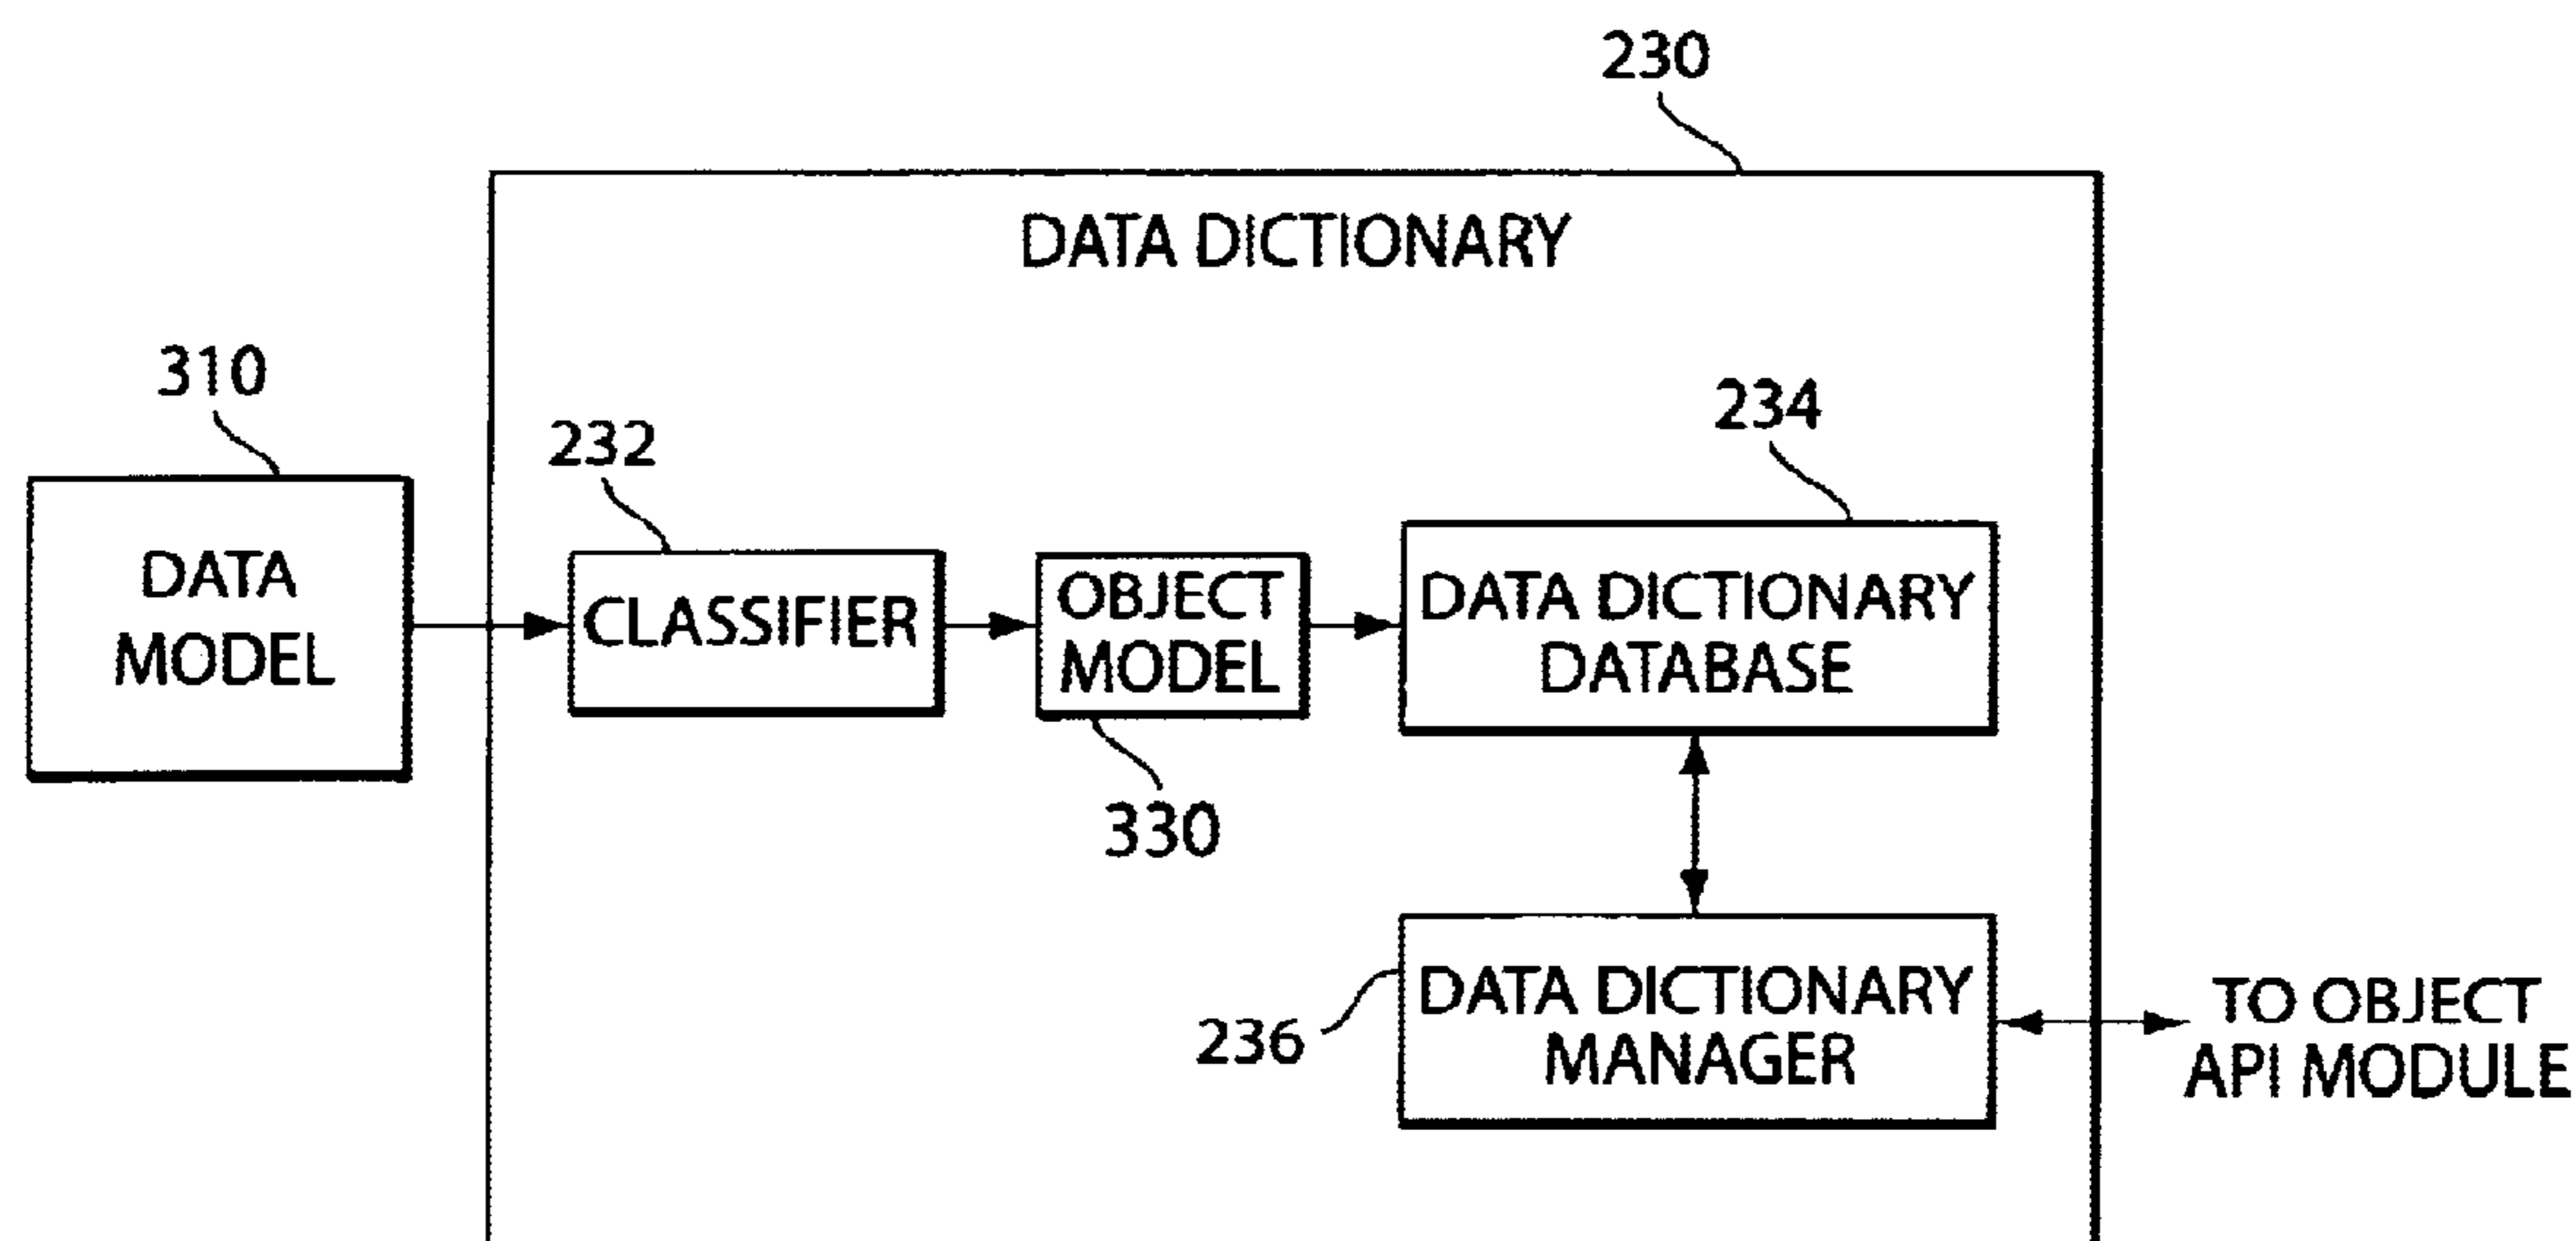 230
DATA DICTIONARY
310
232
234
DATA
MODEL
CLASSIFIER
OBJECT
MODEL
DATA DICTIONARY
DATABASE
330
236
DATA DICTIONARY
MANAGER
TO OBJECT
API MODULE